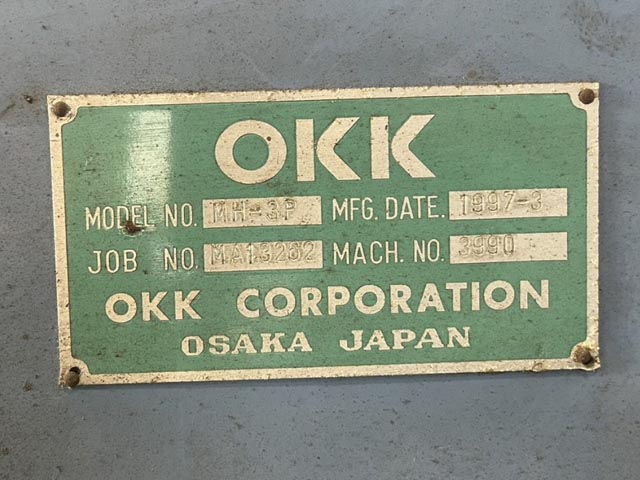 OKK
MODEL NO. MH-3P MFG. DATE. 1997-3
JOB NO. MA13262 MACH. NO. 3990
OKK CORPORATION
OSAKA JAPAN